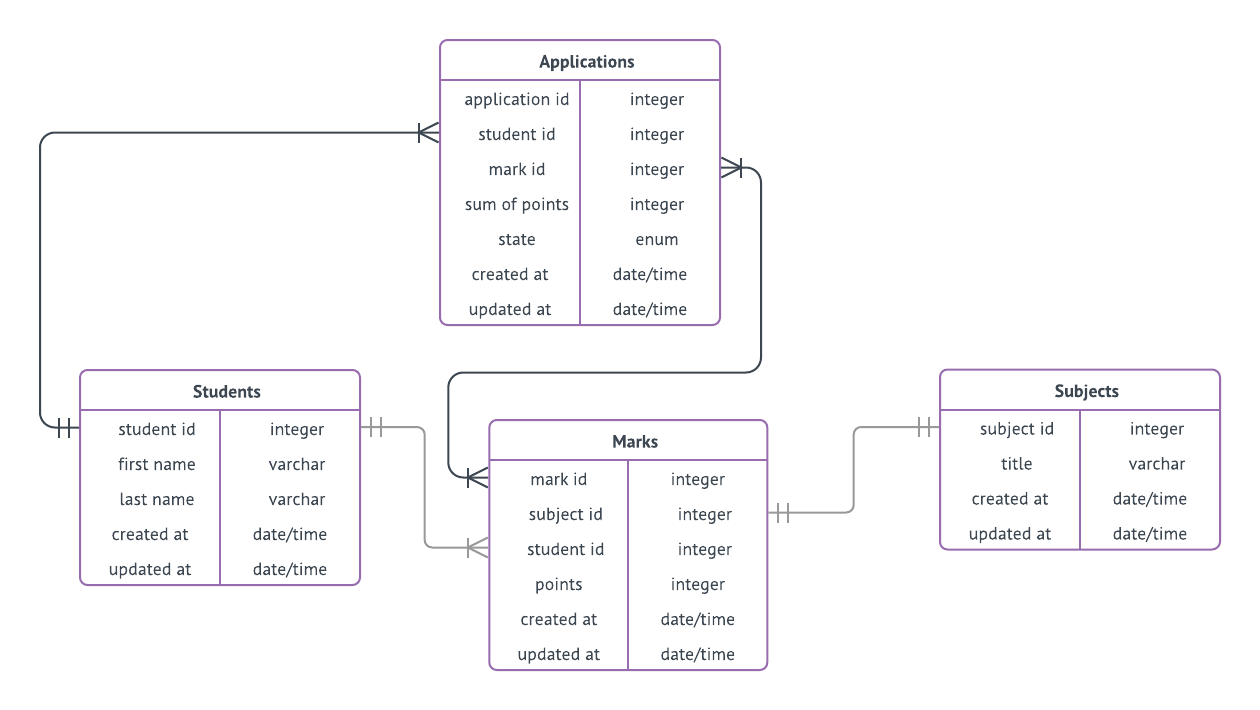 Applications
application id integer
student id integer
mark id integer
sum of points integer
state enum
created at date/time
updated at date/time
Students
student id integer
first name varchar
last name varchar
created at date/time
updated at date/time
Marks
mark id integer
subject id integer
student id integer
points integer
created at date/time
updated at date/time
Subjects
subject id integer
title varchar
created at date/time
updated at date/time